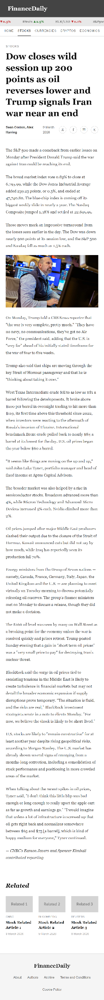 FinanceDaily
▼0.3% Bitcoin ▲2.5% EUR/USD ▼0.1% S&P500
HOME STOCKS CURRENCIES CRYPTOS ECONOMICS
STOCKS
Dow closes wild
session up 200
points as oil
reverses lower and
Trump signals Iran
war near an end
Sean Conlon, Alex
Harring
9 March
2026
The S&P 500 made a comeback from earlier losses on
Monday after President Donald Trump said the war
against Iran could be reaching its end.
The broad market index rose 0.83% to close at
6,795.99, while the Dow Jones Industrial Average
added 239.25 points, or 0.5%, and ended at
47,740.80. The blue-chip index is coming off its
biggest weekly slide in nearly a year. The Nasdaq
Composite jumped 1.38% and settled at 22,695.95.
Those moves mark an impressive turnaround from
the losses seen earlier in the day. The Dow was down
nearly 900 points at its session low, and the S&P 500
and Nasdaq fell as much as 1.5% each.
On Monday, Trump told a CBS News reporter that
"the war is very complete, pretty much." "They have
no navy, no communications, they've got no Air
Force," the president said, adding that the U.S. is
"very far" ahead of his initially stated timeframe for
the war of four to five weeks.
Trump also said that ships are moving through the
key Strait of Hormuz passageway and that he is
"thinking about taking it over."
West Texas Intermediate crude fell to as low as $81 a
barrel following the developments. It broke above
$100 per barrel in overnight trading to hit more than
$119, its first time above this threshold since 2022,
when investors were reacting to the aftermath of
Russia's invasion of Ukraine. International
benchmark Brent crude pulled back to nearly $84 a
barrel at its lowest for the day. U.S. oil prices began
the year below $60 a barrel.
"It seems like things are moving on the up and up,"
said John Luke Tyner, portfolio manager and head of
fixed income at Aptus Capital Advisors.
The broader market was also helped by a rise in
semiconductor stocks. Broadcom advanced more than
4%, while Micron Technology and Advanced Micro
Devices increased 5% each. Nvidia climbed more than
2%.
Oil prices jumped after major Middle East producers
slashed their output due to the closure of the Strait of
Hormuz. Kuwait announced cuts but did not say by
how much, while Iraq has reportedly seen its
production fall 70%.
Energy ministers from the Group of Seven nations —
namely, Canada, France, Germany, Italy, Japan, the
United Kingdom and the U.S. — are planning to meet
virtually on Tuesday morning to discuss potentially
releasing oil reserves. The group's finance ministers
met on Monday to discuss a release, though they did
not make a decision.
The $100 oil level was seen by many on Wall Street as
a breaking point for the economy unless the war is
resolved quickly and prices retreat. Trump posted
Sunday evening that a gain in "short term oil prices"
was a "very small price to pay" for destroying Iran's
nuclear threat.
BlackRock said the surge in oil prices tied to
escalating tensions in the Middle East is likely to
create turbulence in financial markets but may not
derail the broader economic expansion if supply
disruptions prove temporary. "The situation is fluid,
and the risks are real," BlackRock investment
strategists wrote in a note to clients Monday. "For
now, we believe the shock is likely to be short-lived."
U.S. stocks are likely to "remain constructive" for at
least another year despite rising geopolitical risks,
according to Morgan Stanley. The U.S. market has
already shown several signs of emerging from a
months-long correction, including a consolidation of
stock performance and positioning in more crowded
areas of the market.
When talking about the recent spikes in oil prices,
Tyner said, "I don't think this little blip was bad
enough or long enough to really upset the apple cart
as far as growth and earnings go." "I would imagine
that unless a lot of infrastructure is screwed up that
oil gets right back and normalizes somewhere
between $65 and $75 [a barrel], which is kind of
happy medium for everyone," Tyner continued.
— CNBC's Eamon Javers and Spencer Kimball
contributed reporting
Related
Related 1 Related 2 Related 3
CNBC BLOOMBERG REUTERS
Stock Related
Article 1
Stock Related
Article 2
Stock Related
Article 3
9 March 2026 9 March 2026 8 March 2026
FinanceDaily
About Authors Archive Terms and Conditions
Cookie Policy